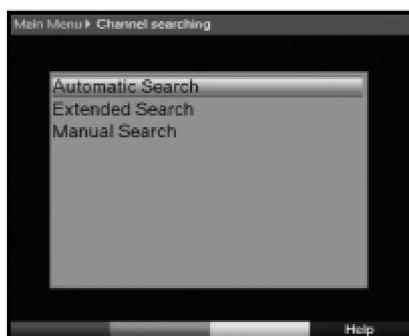 Main Menu▶ Channel searching
Automatic Search
Extended Search
Manual Search
Help